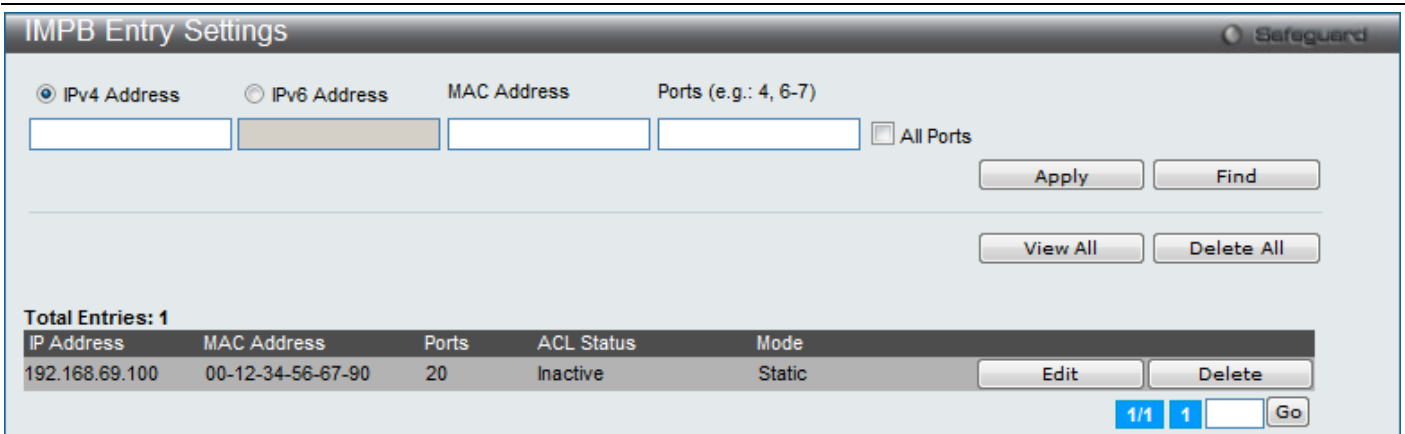 IMPB Entry Settings
Safeguard
IPv4 Address IPv6 Address MAC Address Ports (e.g.: 4, 6-7)
All Ports
Apply Find
View All Delete All
Total Entries: 1
IP Address MAC Address Ports ACL Status Mode
192.168.69.100 00-12-34-56-67-90 20 Inactive Static Edit Delete
1/1 1 Go